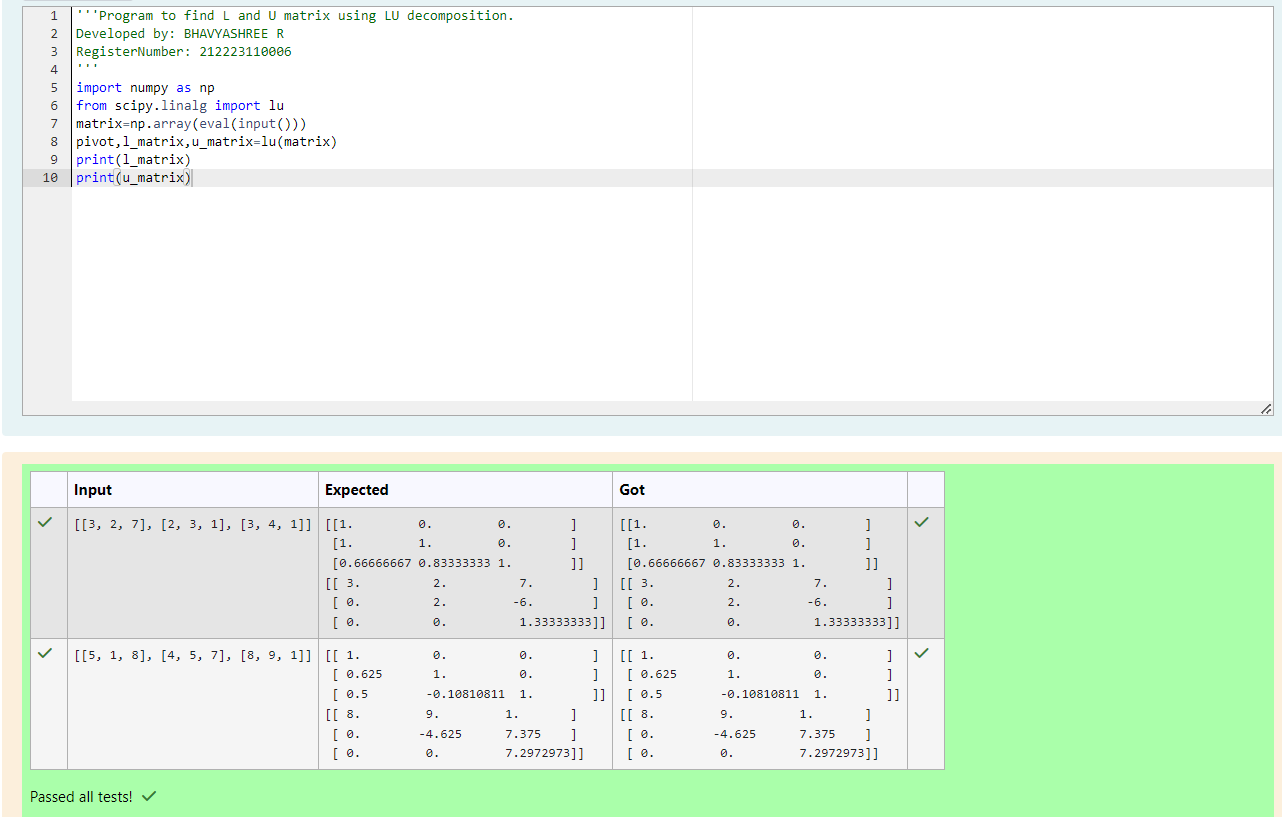 1 '''Program to find L and U matrix using LU decomposition.
2 Developed by: BHAVYASHREE R
3 RegisterNumber: 212223110006
4 '''
5 import numpy as np
6 from scipy.linalg import lu
7 matrix=np.array(eval(input()))
8 pivot,l_matrix,u_matrix=lu(matrix)
9 print(l_matrix)
10 print(u_matrix)
Input Expected Got
[[3, 2, 7], [2, 3, 1], [3, 4, 1]] [[1. 0. 0. ] [[1. 0. 0. ]
[1. 1. 0. ] [1. 1. 0. ]
[0.66666667 0.83333333 1. ]] [0.66666667 0.83333333 1. ]]
[[ 3. 2. 7. ] [[ 3. 2. 7. ]
[ 0. 2. -6. ] [ 0. 2. -6. ]
[ 0. 0. 1.33333333]] [ 0. 0. 1.33333333]]
[[5, 1, 8], [4, 5, 7], [8, 9, 1]] [[ 1. 0. 0. ] [[ 1. 0. 0. ]
[ 0.625 1. 0. ] [ 0.625 1. 0. ]
[ 0.5 -0.10810811 1. ]] [ 0.5 -0.10810811 1. ]]
[[ 8. 9. 1. ] [[ 8. 9. 1. ]
[ 0. -4.625 7.375 ] [ 0. -4.625 7.375 ]
[ 0. 0. 7.2972973]] [ 0. 0. 7.2972973]]
Passed all tests!